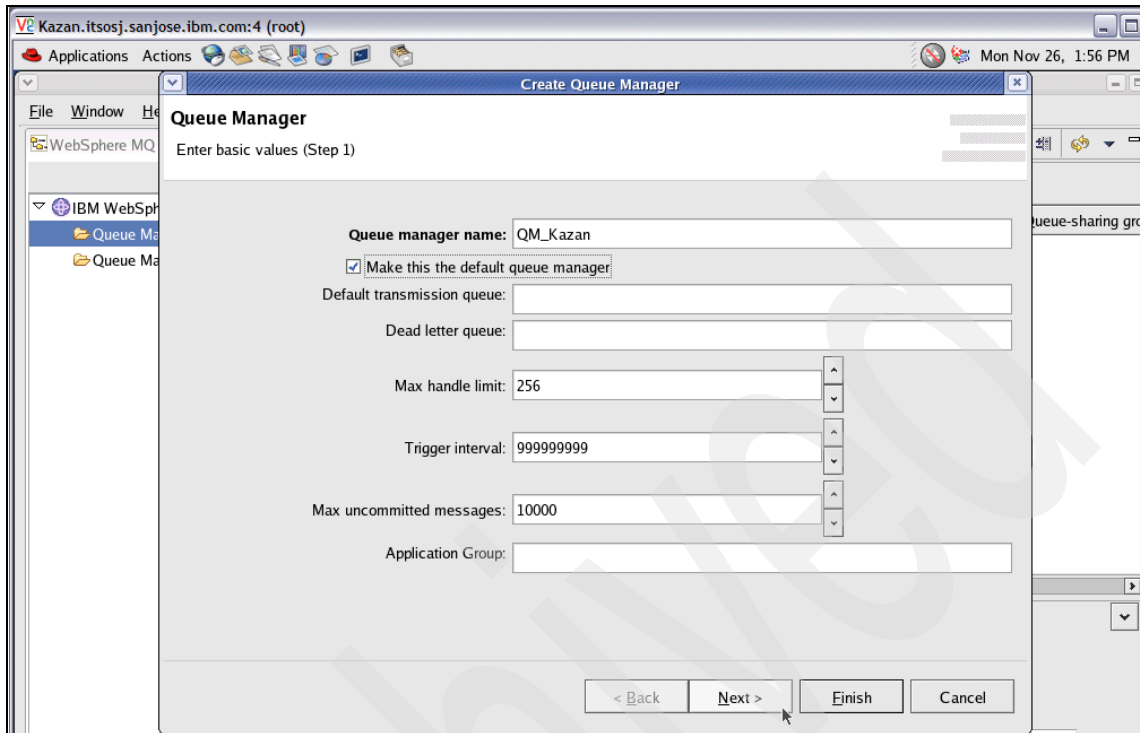 Kazan.itsosj.sanjose.ibm.com:4 (root)
Applications Actions Mon Nov 26, 1:56 PM
Create Queue Manager
File Window He
Queue Manager
WebSphere MQ
Enter basic values (Step 1)
IBM WebSph
Queue Ma
Queue Ma
Queue-sharing gro
Queue manager name: QM_Kazan
Make this the default queue manager
Default transmission queue:
Dead letter queue:
Max handle limit: 256
Trigger interval: 999999999
Max uncommitted messages: 10000
Application Group:
< Back Next > Finish Cancel